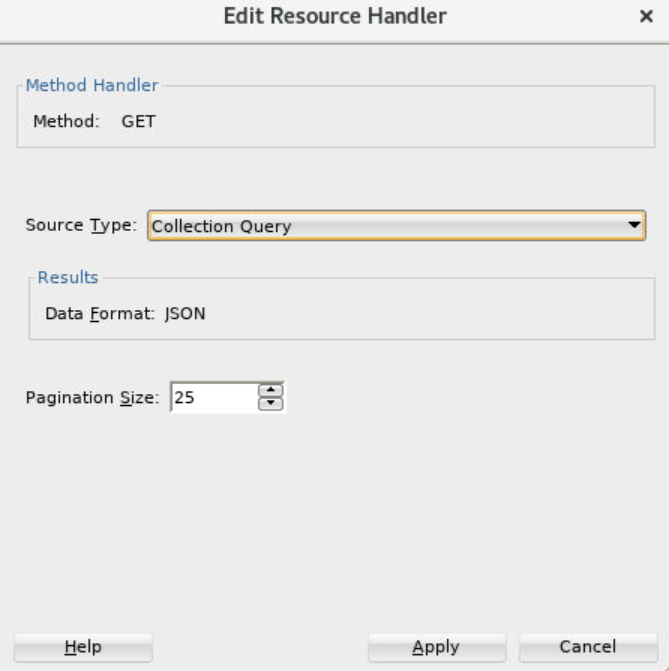 Edit Resource Handler
Method Handler
Method: GET
Source Type: Collection Query
Results
Data Format: JSON
Pagination Size: 25
Help Apply Cancel